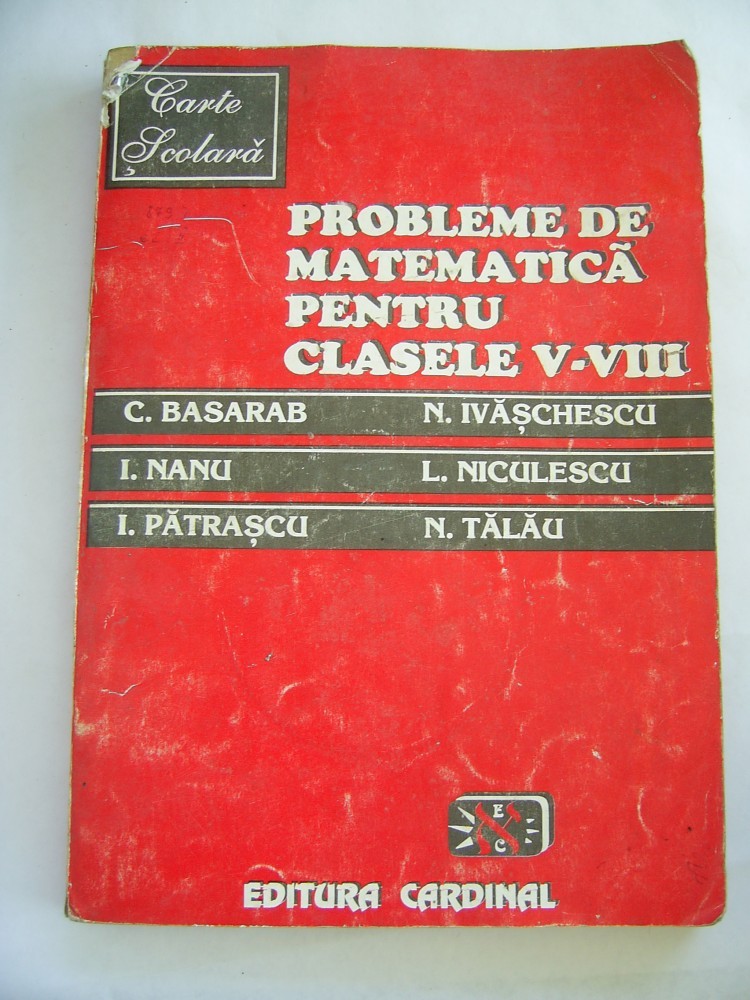 Carte
Școlară
PROBLEME DE
MATEMATICĂ
PENTRU
CLASELE V-VIII
C. BASARAB N. IVĂȘCHESCU
I. NANU L. NICULESCU
I. PĂTRAȘCU N. TĂLĂU
E
C
EDITURA CARDINAL